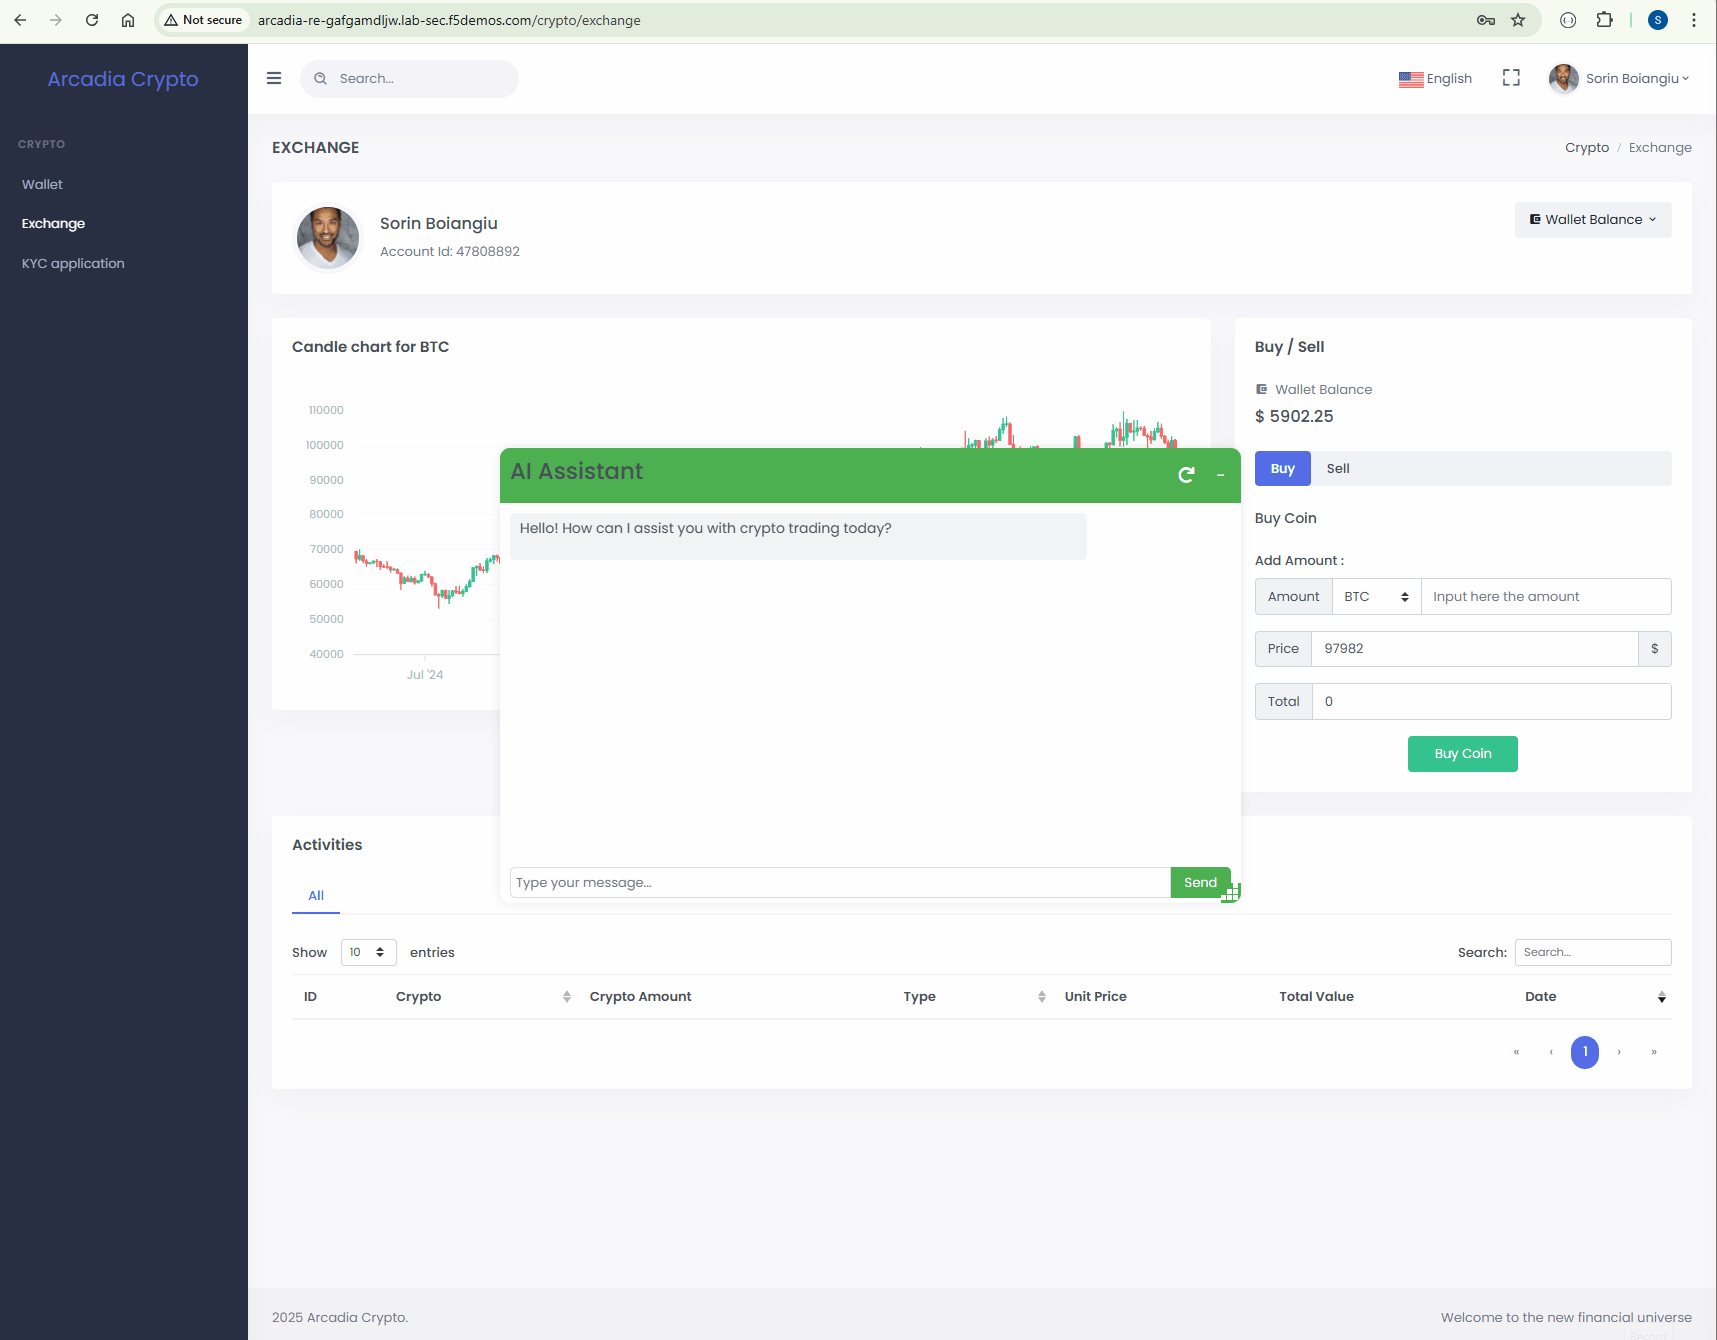 Not secure
arcadia-re-gafgamdljw.lab-sec.f5demos.com/crypto/exchange
S
Arcadia Crypto
Search...
English
Sorin Boiangiu
CRYPTO
Wallet
Exchange
KYC application
EXCHANGE
Crypto / Exchange
Sorin Boiangiu
Account Id: 47808892
Wallet Balance
Candle chart for BTC
110000
100000
90000
80000
70000
60000
50000
40000
Jul '24
AI Assistant
Hello! How can I assist you with crypto trading today?
Type your message...
Send
Buy / Sell
Wallet Balance
$ 5902.25
Buy
Sell
Buy Coin
Add Amount :
Amount
BTC
Input here the amount
Price
97982
$
Total
0
Buy Coin
Activities
All
Show 10 entries
Search: Search...
ID Crypto Crypto Amount Type Unit Price Total Value Date
« ‹ 1 › »
2025 Arcadia Crypto.
Welcome to the new financial universe
Record